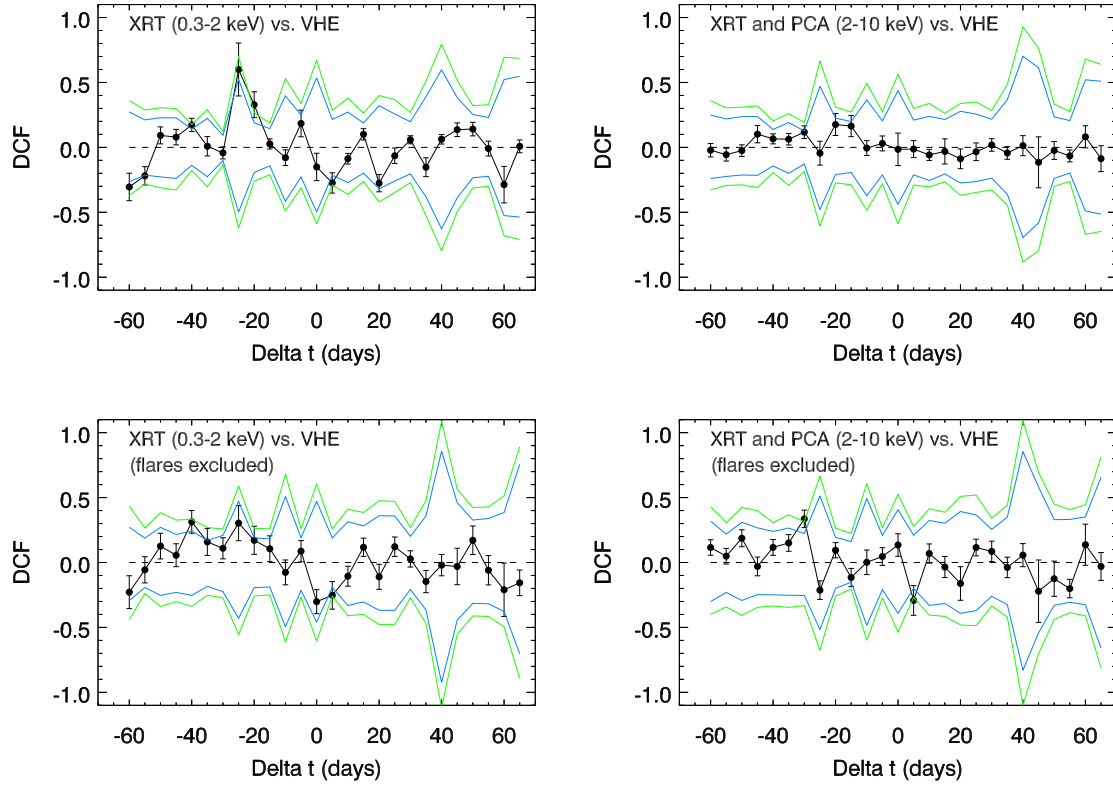 XRT (0.3-2 keV) vs. VHE
1.0
0.5
0.0
-0.5
-1.0
DCF
-60 -40 -20 0 20 40 60
Delta t (days)
XRT and PCA (2-10 keV) vs. VHE
1.0
0.5
0.0
-0.5
-1.0
DCF
-60 -40 -20 0 20 40 60
Delta t (days)
XRT (0.3-2 keV) vs. VHE
(flares excluded)
1.0
0.5
0.0
-0.5
-1.0
DCF
-60 -40 -20 0 20 40 60
Delta t (days)
XRT and PCA (2-10 keV) vs. VHE
(flares excluded)
1.0
0.5
0.0
-0.5
-1.0
DCF
-60 -40 -20 0 20 40 60
Delta t (days)